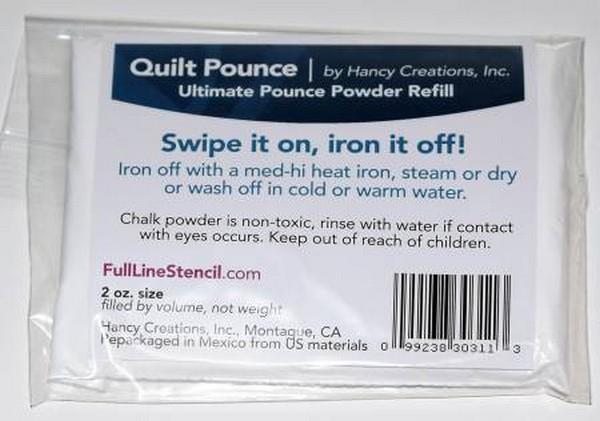 Quilt Pounce | by Hancy Creations, Inc.
Ultimate Pounce Powder Refill
Swipe it on, iron it off!
Iron off with a med-hi heat iron, steam or dry
or wash off in cold or warm water.
Chalk powder is non-toxic, rinse with water if contact
with eyes occurs. Keep out of reach of children.
FullLineStencil.com
2 oz. size
filled by volume, not weight
Hancy Creations, Inc., Montague, CA
Repackaged in Mexico from US materials
0 99238 30311 3